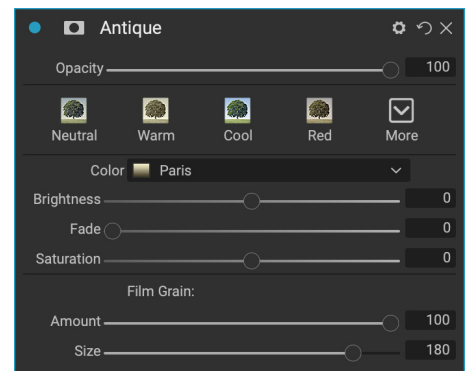 Antique
Opacity 100
Neutral Warm Cool Red More
Color Paris
Brightness 0
Fade 0
Saturation 0
Film Grain:
Amount 100
Size 180